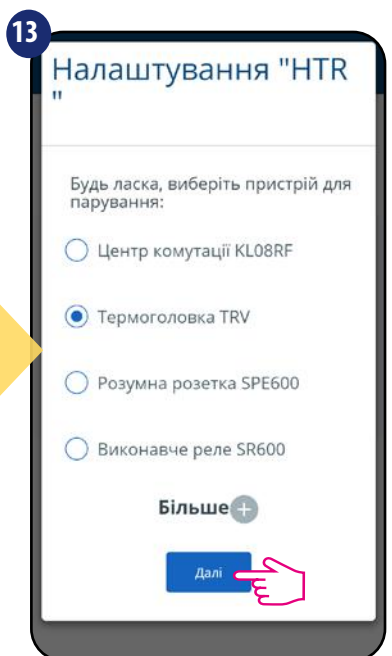 13
Налаштування "HTR
"
Будь ласка, виберіть пристрій для
парування:
Центр комутації KL08RF
Термоголовка TRV
Розумна розетка SPE600
Виконавче реле SR600
Більше
Далі